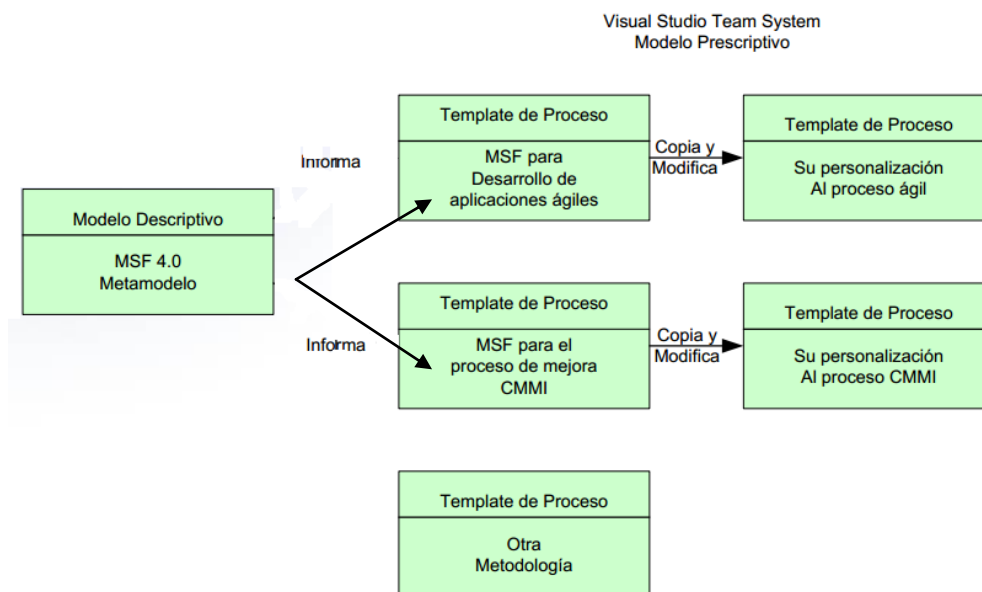 Visual Studio Team System
Modelo Prescriptivo
Template de Proceso
MSF para
Desarrollo de
aplicaciones ágiles
Informa
Copia y
Modifica
Template de Proceso
Su personalización
Al proceso ágil
Modelo Descriptivo
MSF 4.0
Metamodelo
Template de Proceso
MSF para el
proceso de mejora
CMMI
Informa
Copia y
Modifica
Template de Proceso
Su personalización
Al proceso CMMI
Template de Proceso
Otra
Metodología